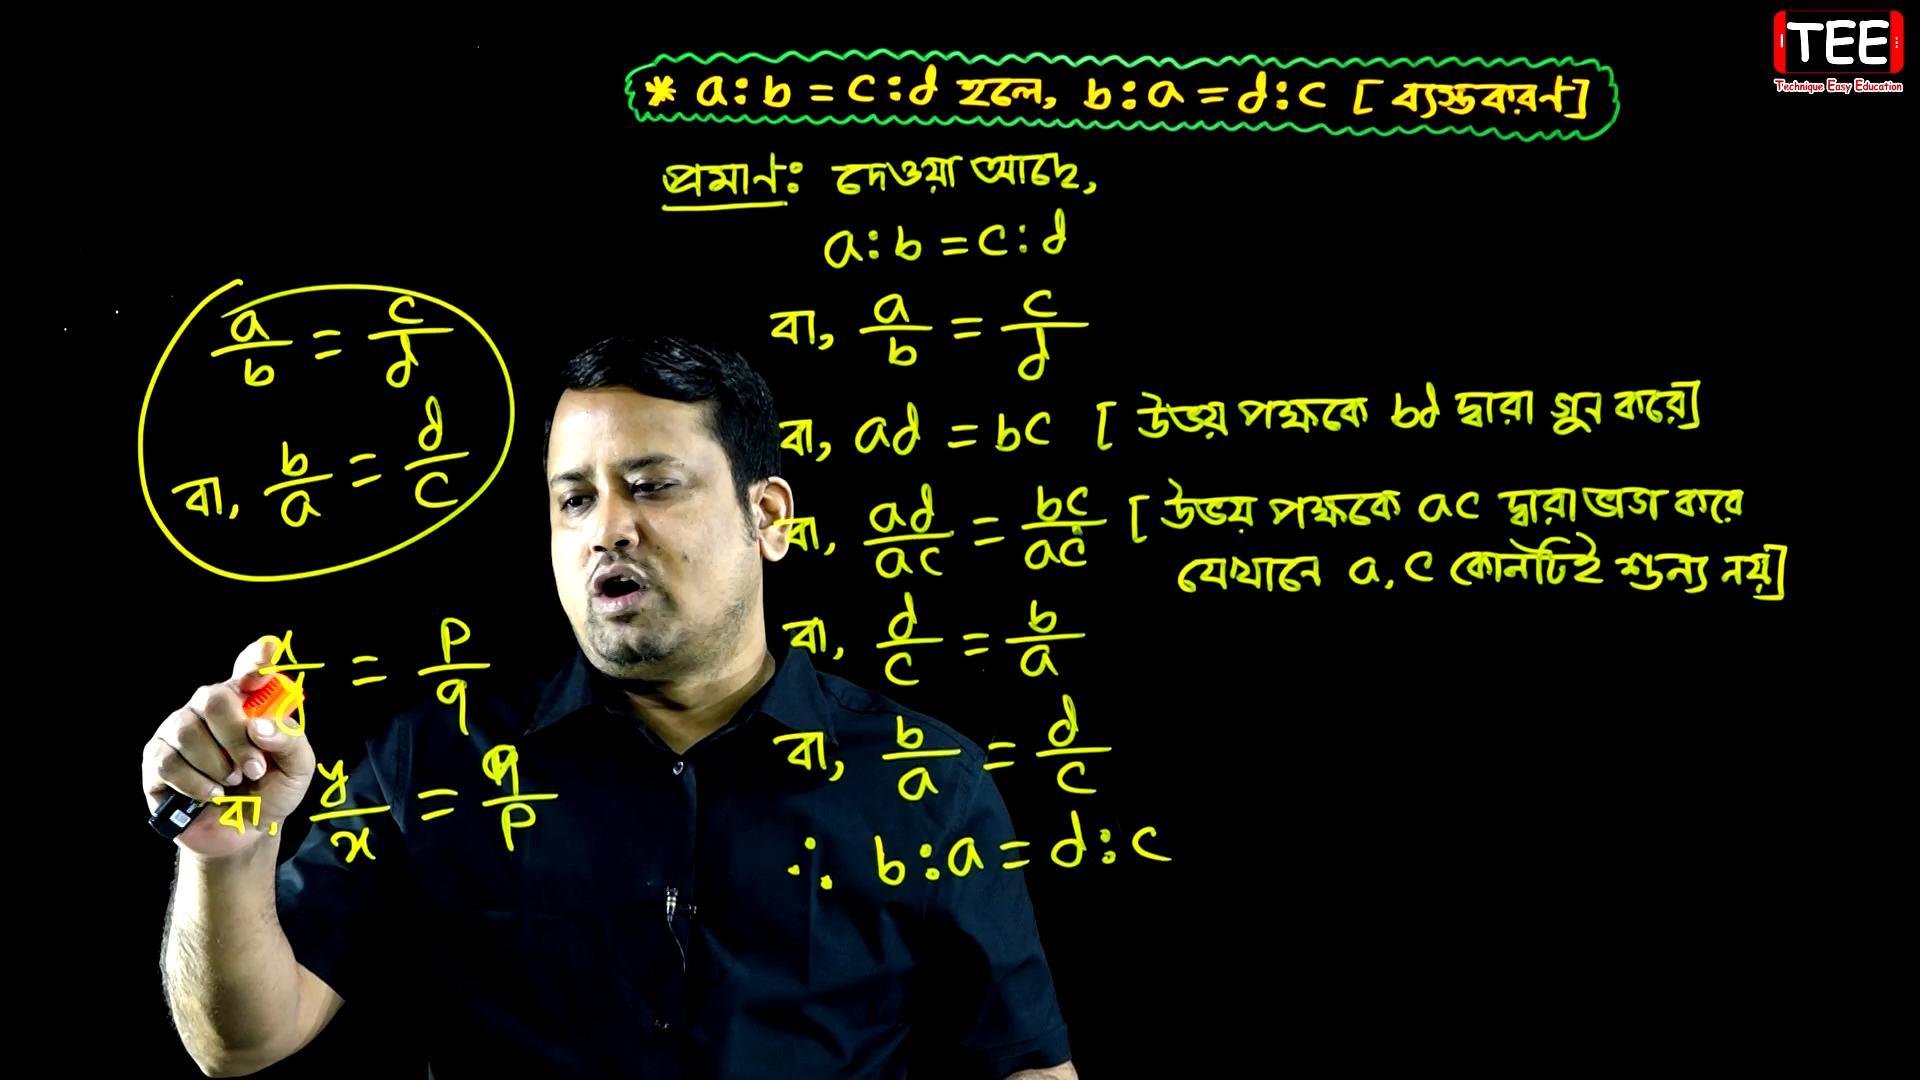 TEE
Technique Easy Education
* a : b = c : d হলে, b : a = d : c [ ব্যস্তকরণ ]
প্রমাণ : দেওয়া আছে,
a : b = c : d
বা, a/b = c/d
বা, ad = bc [ উভয় পক্ষকে bd দ্বারা গুন করে ]
বা, ad/ac = bc/ac [ উভয় পক্ষকে ac দ্বারা ভাগ করে
যেখানে a, c কোনটিই শুন্য নয় ]
বা, d/c = b/a
বা, b/a = d/c
∴ b : a = d : c
a/b = c/d
বা, b/a = d/c
x/y = p/q
বা, y/x = q/p